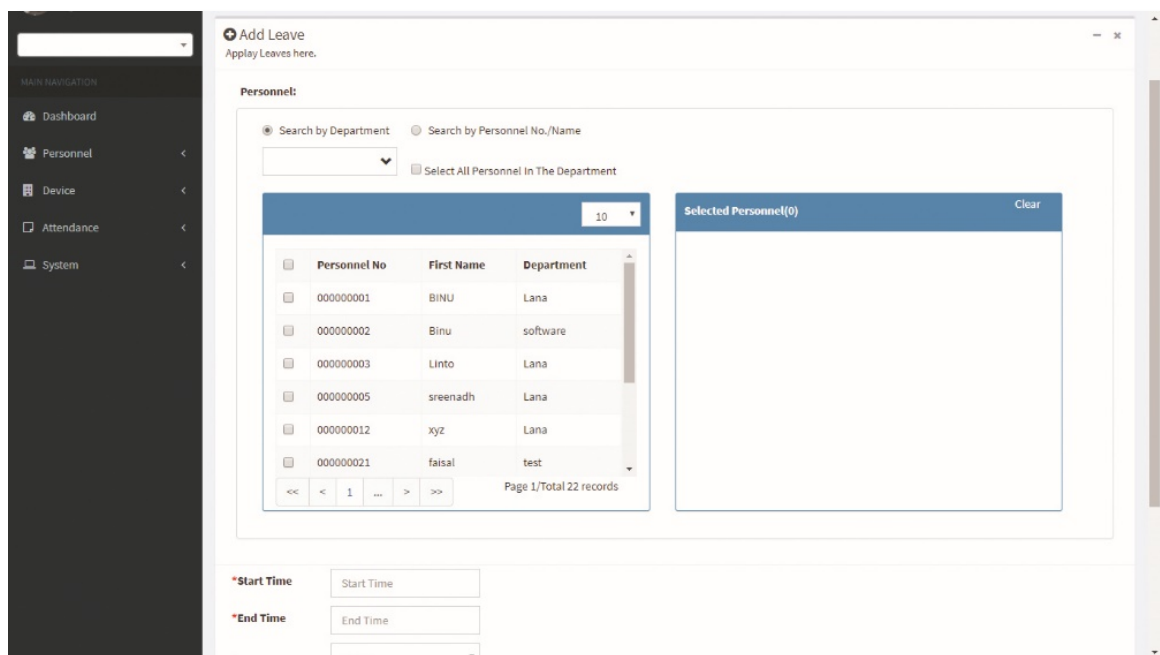 Add Leave
Applay Leaves here.
MAIN NAVIGATION
Dashboard
Personnel
Device
Attendance
System
Personnel:
Search by Department Search by Personnel No./Name
Select All Personnel In The Department
10
Selected Personnel(0) Clear
Personnel No First Name Department
000000001 BINU Lana
000000002 Binu software
000000003 Linto Lana
000000005 sreenadh Lana
000000012 xyz Lana
000000021 faisal test
<< < 1 ... > >> Page 1/Total 22 records
*Start Time Start Time
*End Time End Time